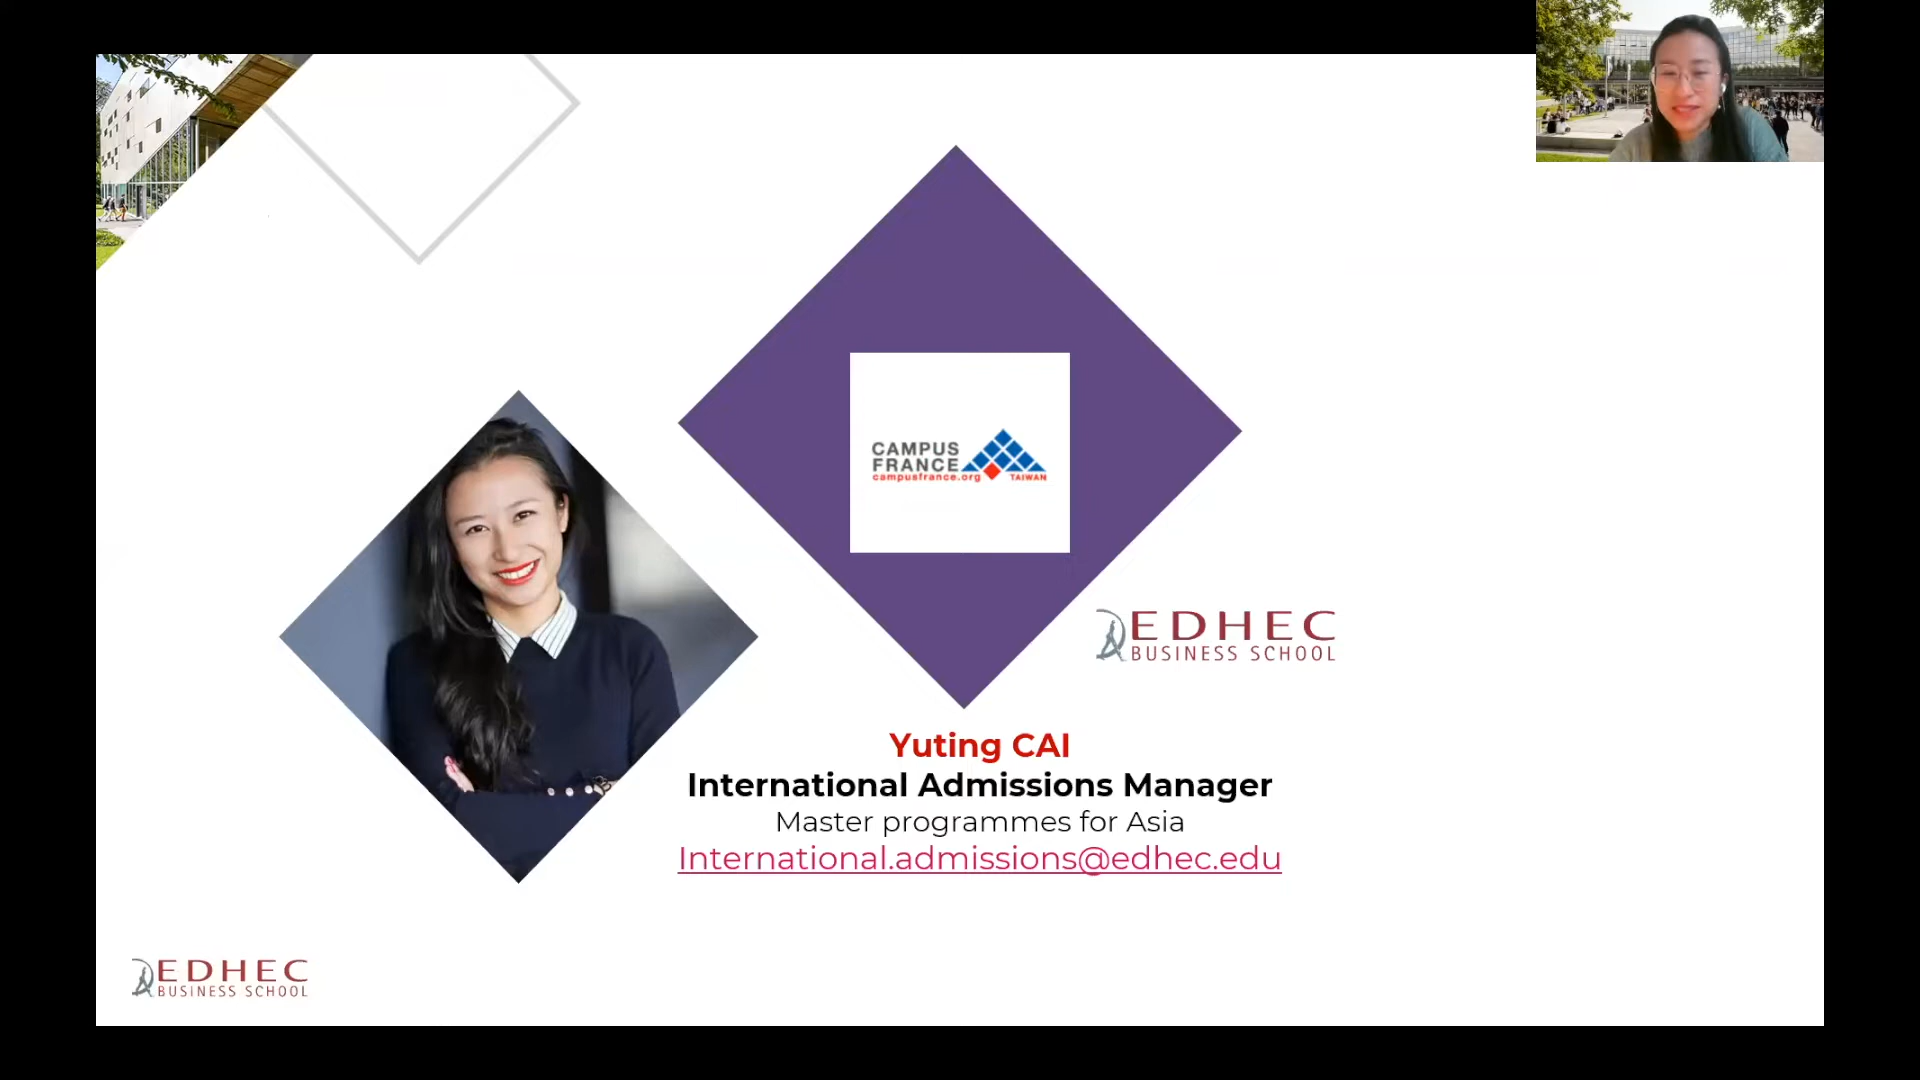 CAMPUS
FRANCE
campusfrance.org TAIWAN
EDHEC
BUSINESS SCHOOL
Yuting CAI
International Admissions Manager
Master programmes for Asia
International.admissions@edhec.edu
EDHEC
BUSINESS SCHOOL